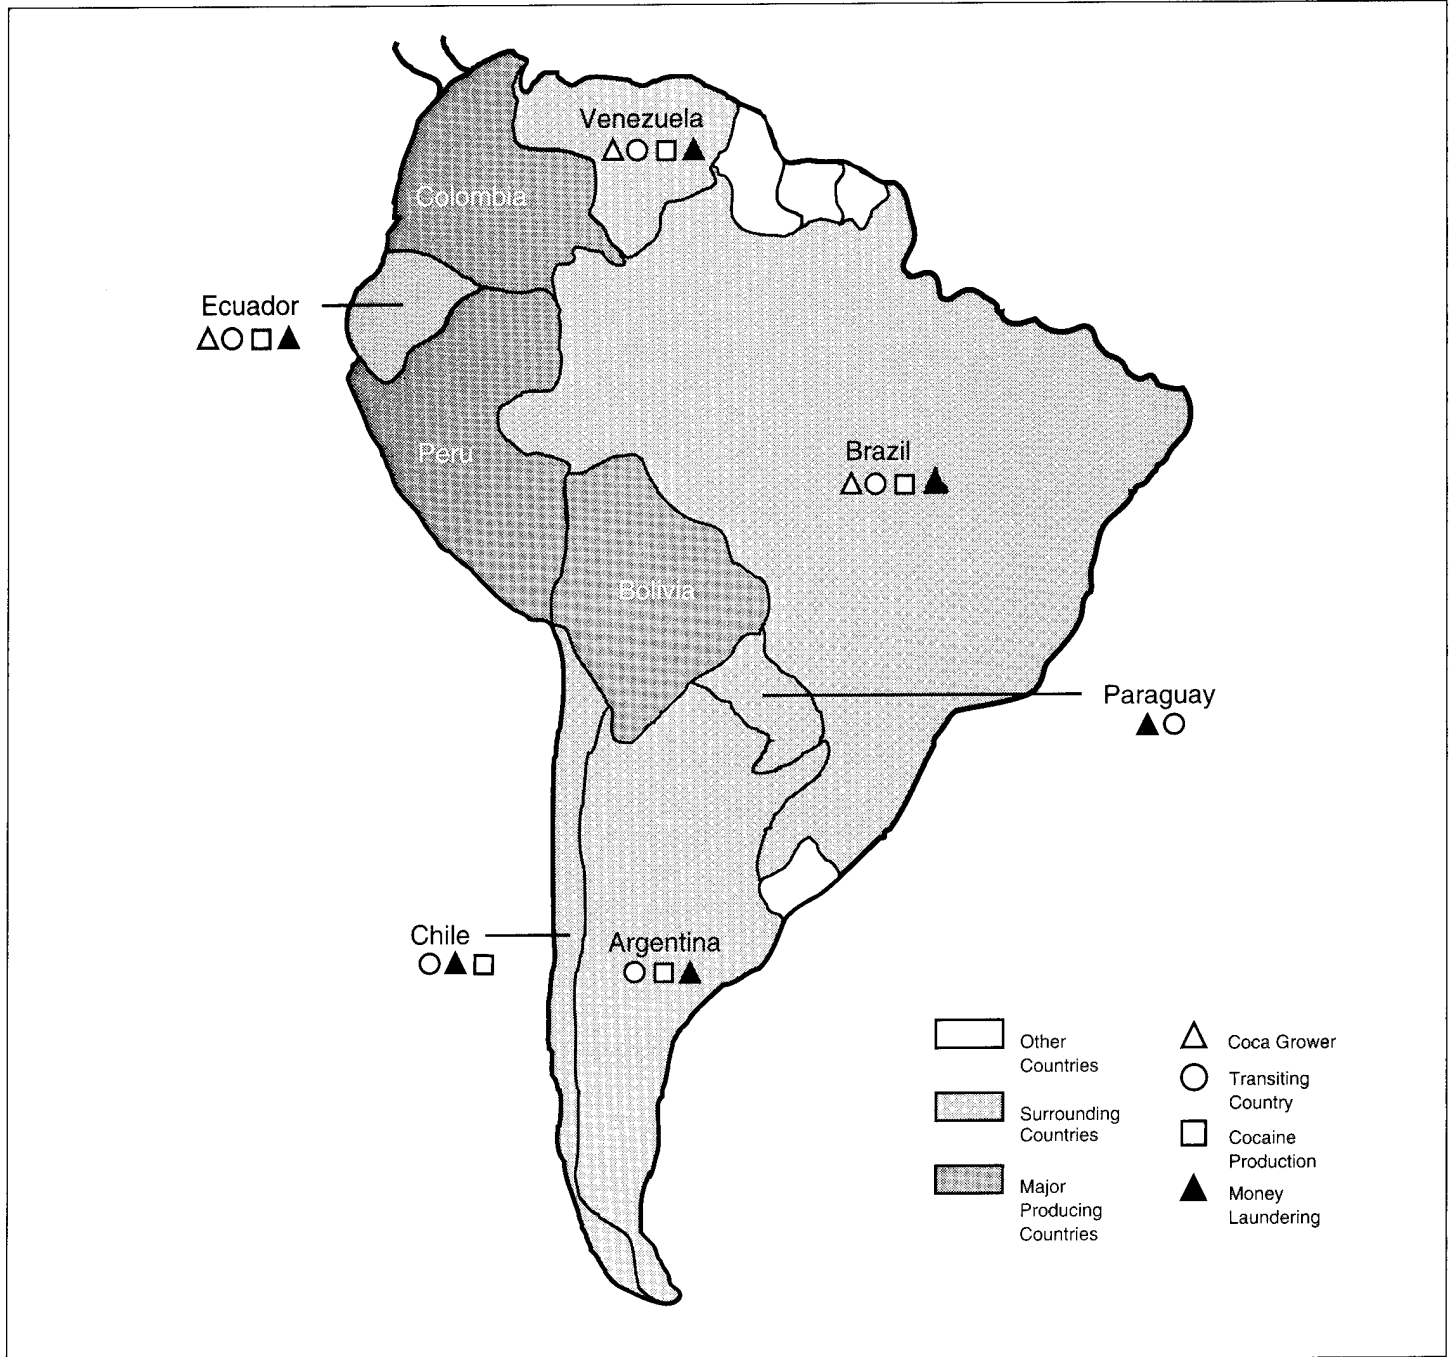 Venezuela
Colombia
Ecuador
Peru
Brazil
Bolivia
Paraguay
Chile
Argentina
Other
Countries
Surrounding
Countries
Major
Producing
Countries
Coca Grower
Transiting
Country
Cocaine
Production
Money
Laundering